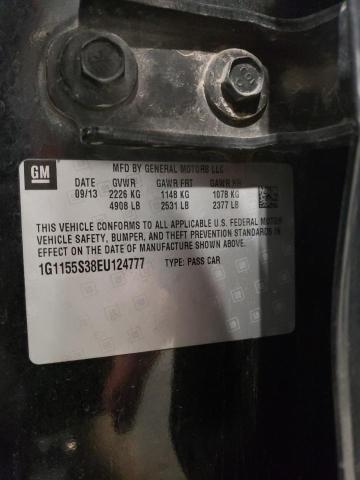 GM
MFD BY GENERAL MOTORS LLC
DATE GVWR GAWR FRT GAWR RR
09/13 2226 KG 1148 KG 1078 KG
4908 LB 2531 LB 2377 LB
THIS VEHICLE CONFORMS TO ALL APPLICABLE U.S. FEDERAL MOTOR
VEHICLE SAFETY, BUMPER, AND THEFT PREVENTION STANDARDS IN
EFFECT ON THE DATE OF MANUFACTURE SHOWN ABOVE.
1G1155S38EU124777 TYPE: PASS CAR